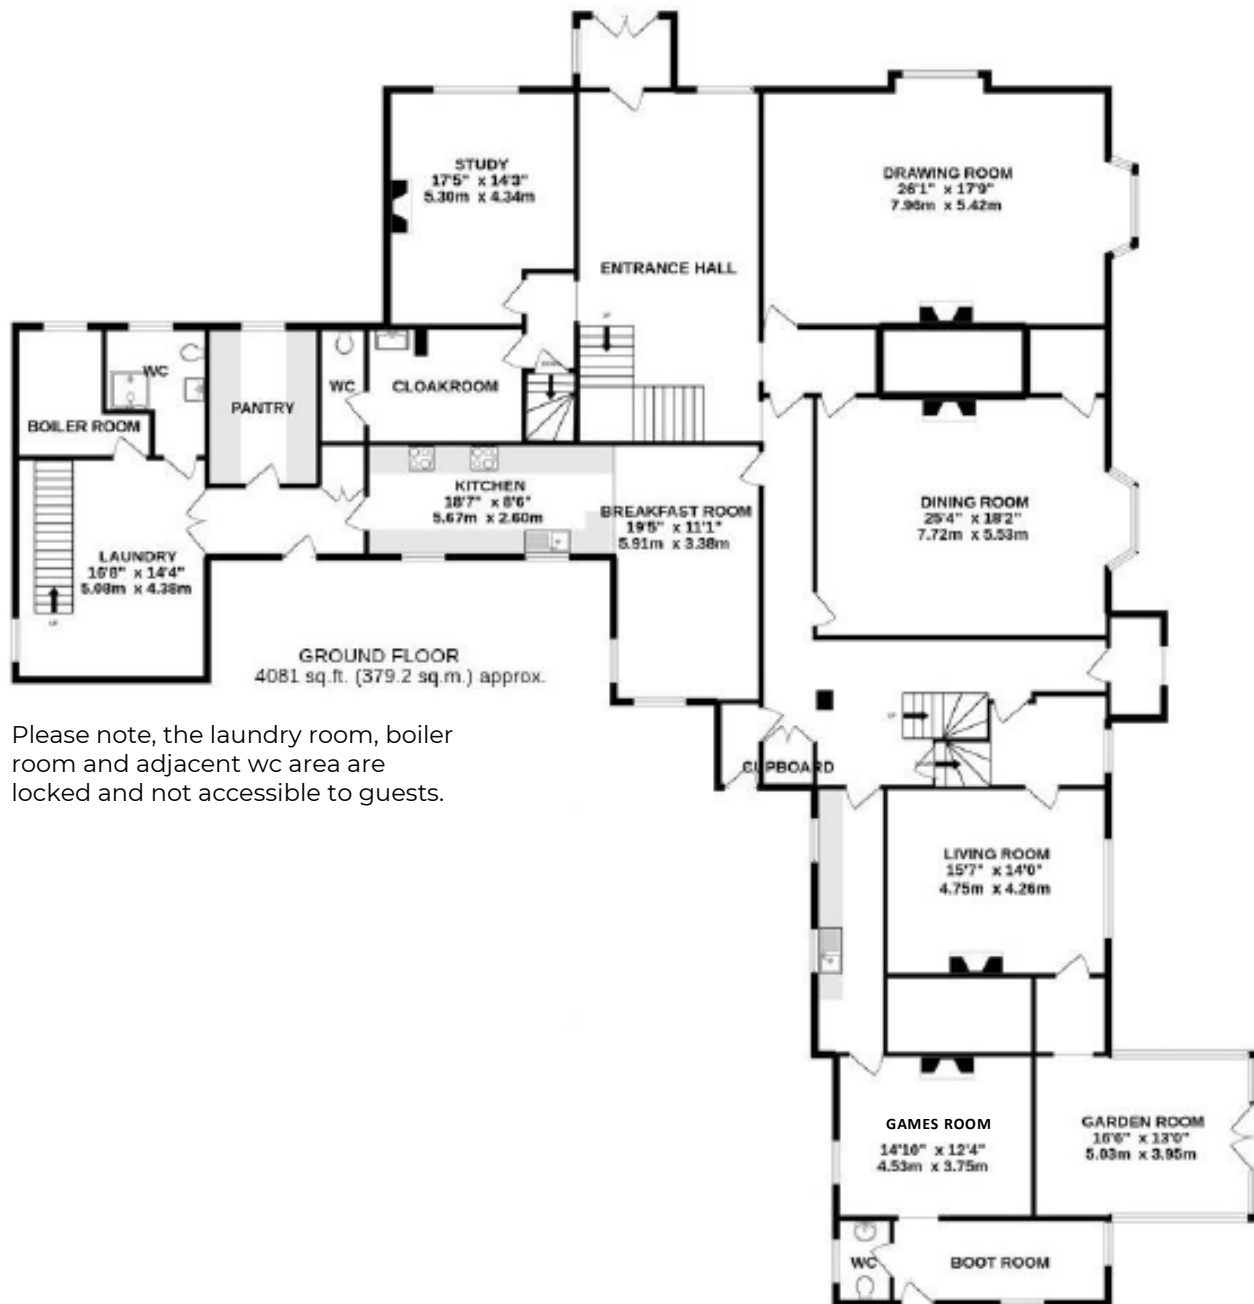 STUDY
17'5" x 14'3"
5.30m x 4.34m
DRAWING ROOM
26'1" x 17'9"
7.96m x 5.42m
ENTRANCE HALL
UP
WC
PANTRY
WC
CLOAKROOM
BOILER ROOM
KITCHEN
18'7" x 8'6"
5.67m x 2.60m
BREAKFAST ROOM
19'5" x 11'1"
5.91m x 3.38m
DINING ROOM
25'4" x 18'2"
7.72m x 5.53m
LAUNDRY
16'8" x 14'4"
5.08m x 4.38m
UP
GROUND FLOOR
4081 sq.ft. (379.2 sq.m.) approx.
UP
Please note, the laundry room, boiler
room and adjacent wc area are
locked and not accessible to guests.
CUPBOARD
LIVING ROOM
15'7" x 14'0"
4.75m x 4.26m
GAMES ROOM
14'10" x 12'4"
4.53m x 3.75m
GARDEN ROOM
16'6" x 13'0"
5.03m x 3.95m
WC
BOOT ROOM